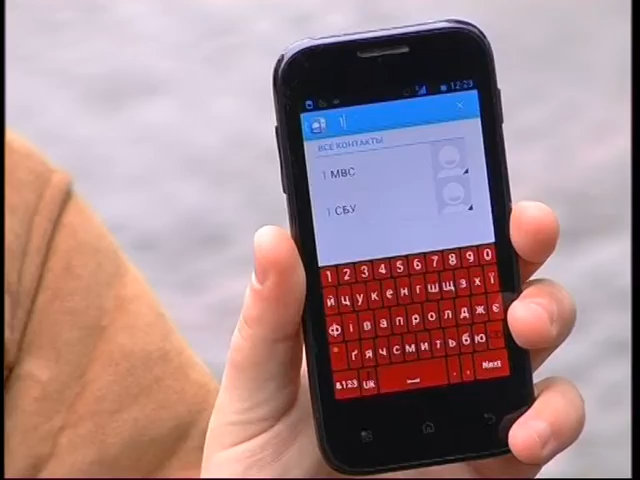 12:23
1
ВСЕ КОНТАКТЫ
1 МВС
1 СБУ
1 2 3 4 5 6 7 8 9 0
й ц у к е н г ш щ з х ї
ф і в а п р о л д ж є
ґ я ч с м и т ь б ю
&123 UK , . Next